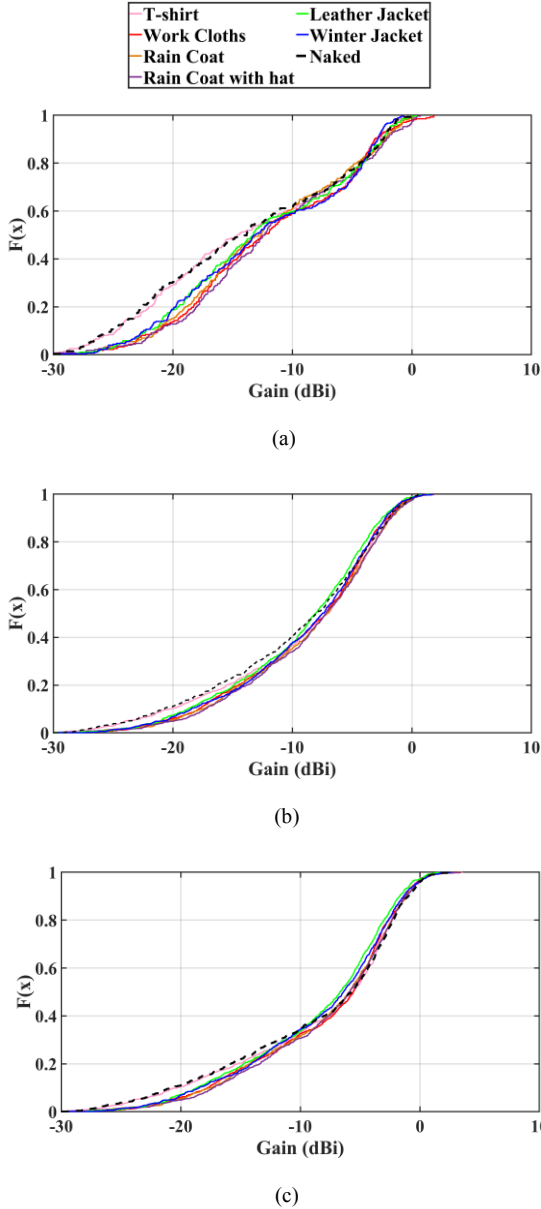 T-shirt Leather Jacket
Work Cloths Winter Jacket
Rain Coat Naked
Rain Coat with hat
1
0.8
0.6
0.4
0.2
0
F(x)
-30 -20 -10 0 10
Gain (dBi)
(a)
1
0.8
0.6
0.4
0.2
0
F(x)
-30 -20 -10 0 10
Gain (dBi)
(b)
1
0.8
0.6
0.4
0.2
0
F(x)
-30 -20 -10 0 10
Gain (dBi)
(c)